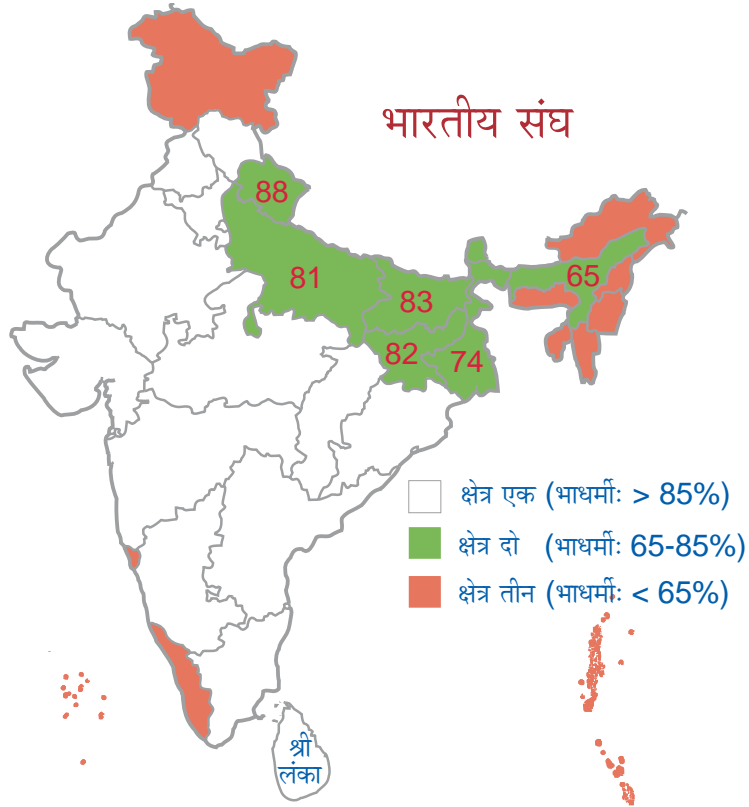 भारतीय संघ
88
81
83
65
82
74
क्षेत्र एक (भाधर्मीः > 85%)
क्षेत्र दो (भाधर्मीः 65-85%)
क्षेत्र तीन (भाधर्मीः < 65%)
श्री
लंका